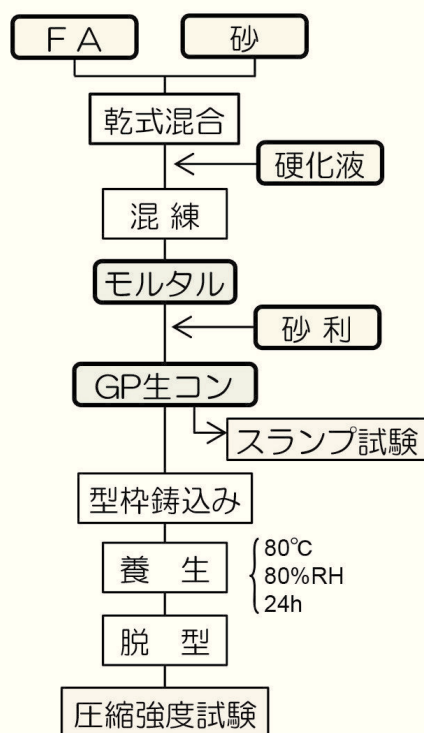 ＦＡ
砂
乾式混合
硬化液
混 練
モルタル
砂 利
GP生コン
スランプ試験
型枠鋳込み
養　生
80℃
80%RH
24h
脱　型
圧縮強度試験